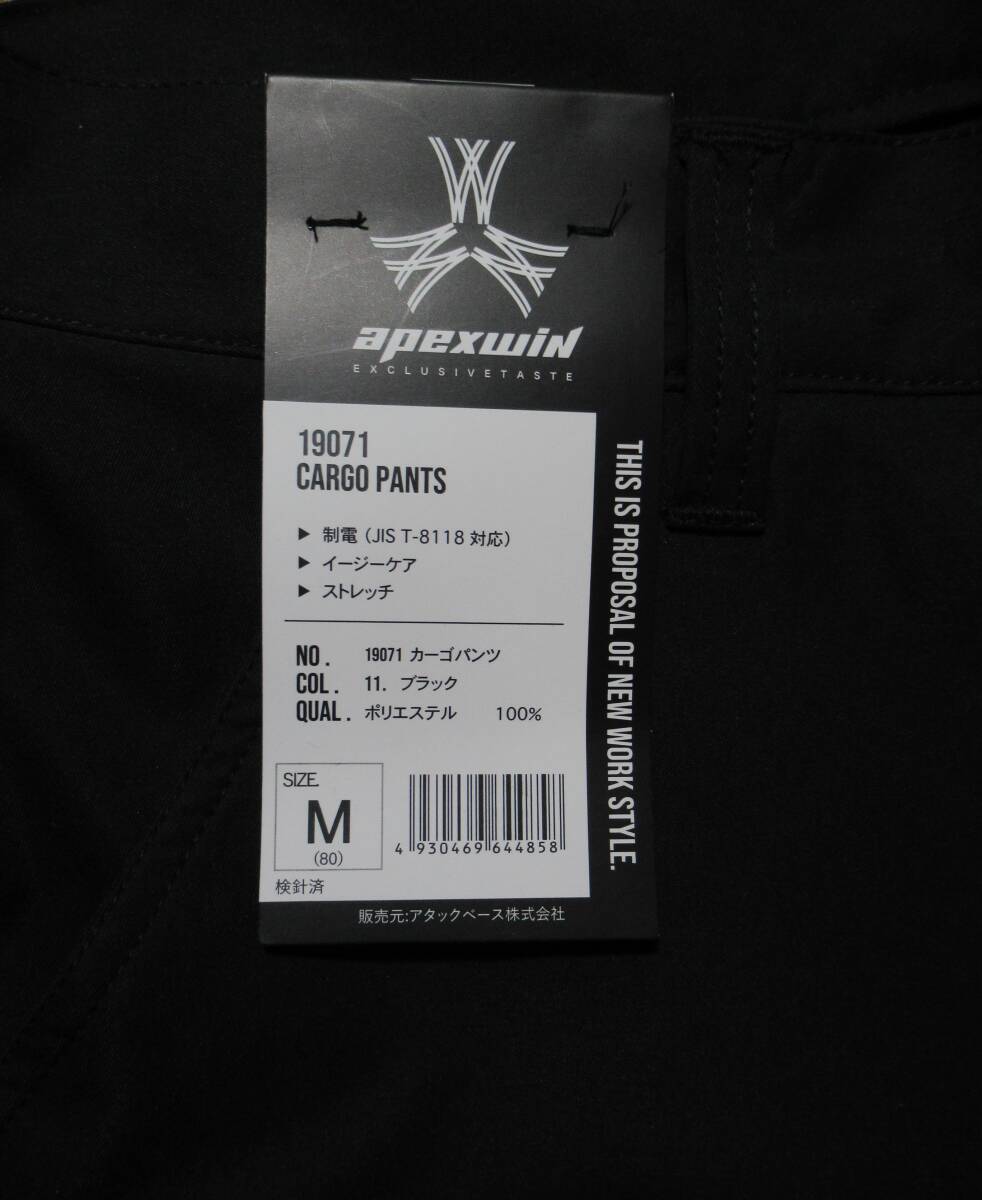 apexwin
EXCLUSIVETASTE
19071
CARGO PANTS
▶ 制電（JIS T-8118 対応）
▶ イージーケア
▶ ストレッチ
NO. 19071 カーゴパンツ
COL. 11. ブラック
QUAL. ポリエステル 100%
SIZE.
M
(80)
4 930469 644858
検針済
販売元:アタックベース株式会社
THIS IS PROPOSAL OF NEW WORK STYLE.